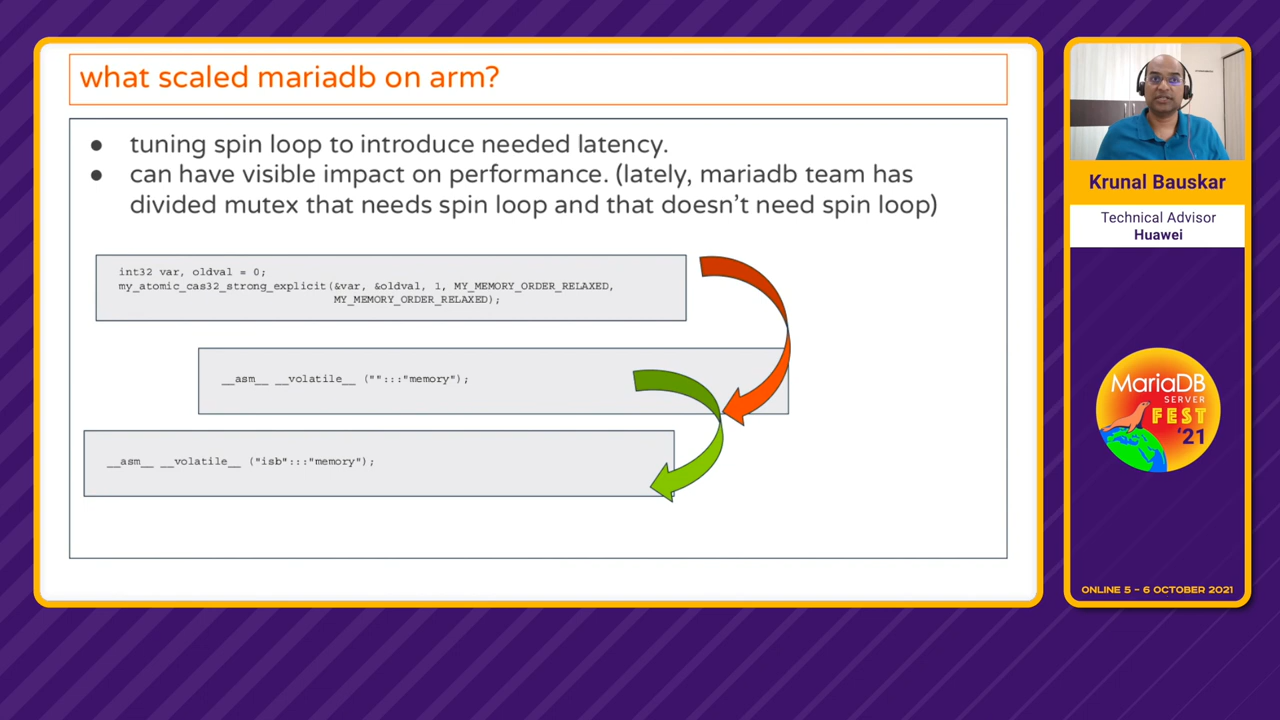 what scaled mariadb on arm?
● tuning spin loop to introduce needed latency.
● can have visible impact on performance. (lately, mariadb team has
divided mutex that needs spin loop and that doesn't need spin loop)
int32 var, oldval = 0;
my_atomic_cas32_strong_explicit(&var, &oldval, 1, MY_MEMORY_ORDER_RELAXED,
MY_MEMORY_ORDER_RELAXED);
__asm__ __volatile__ ("":::"memory");
__asm__ __volatile__ ("isb":::"memory");
Krunal Bauskar
Technical Advisor
Huawei
MariaDB
SERVER
FEST
'21
ONLINE 5 – 6 OCTOBER 2021